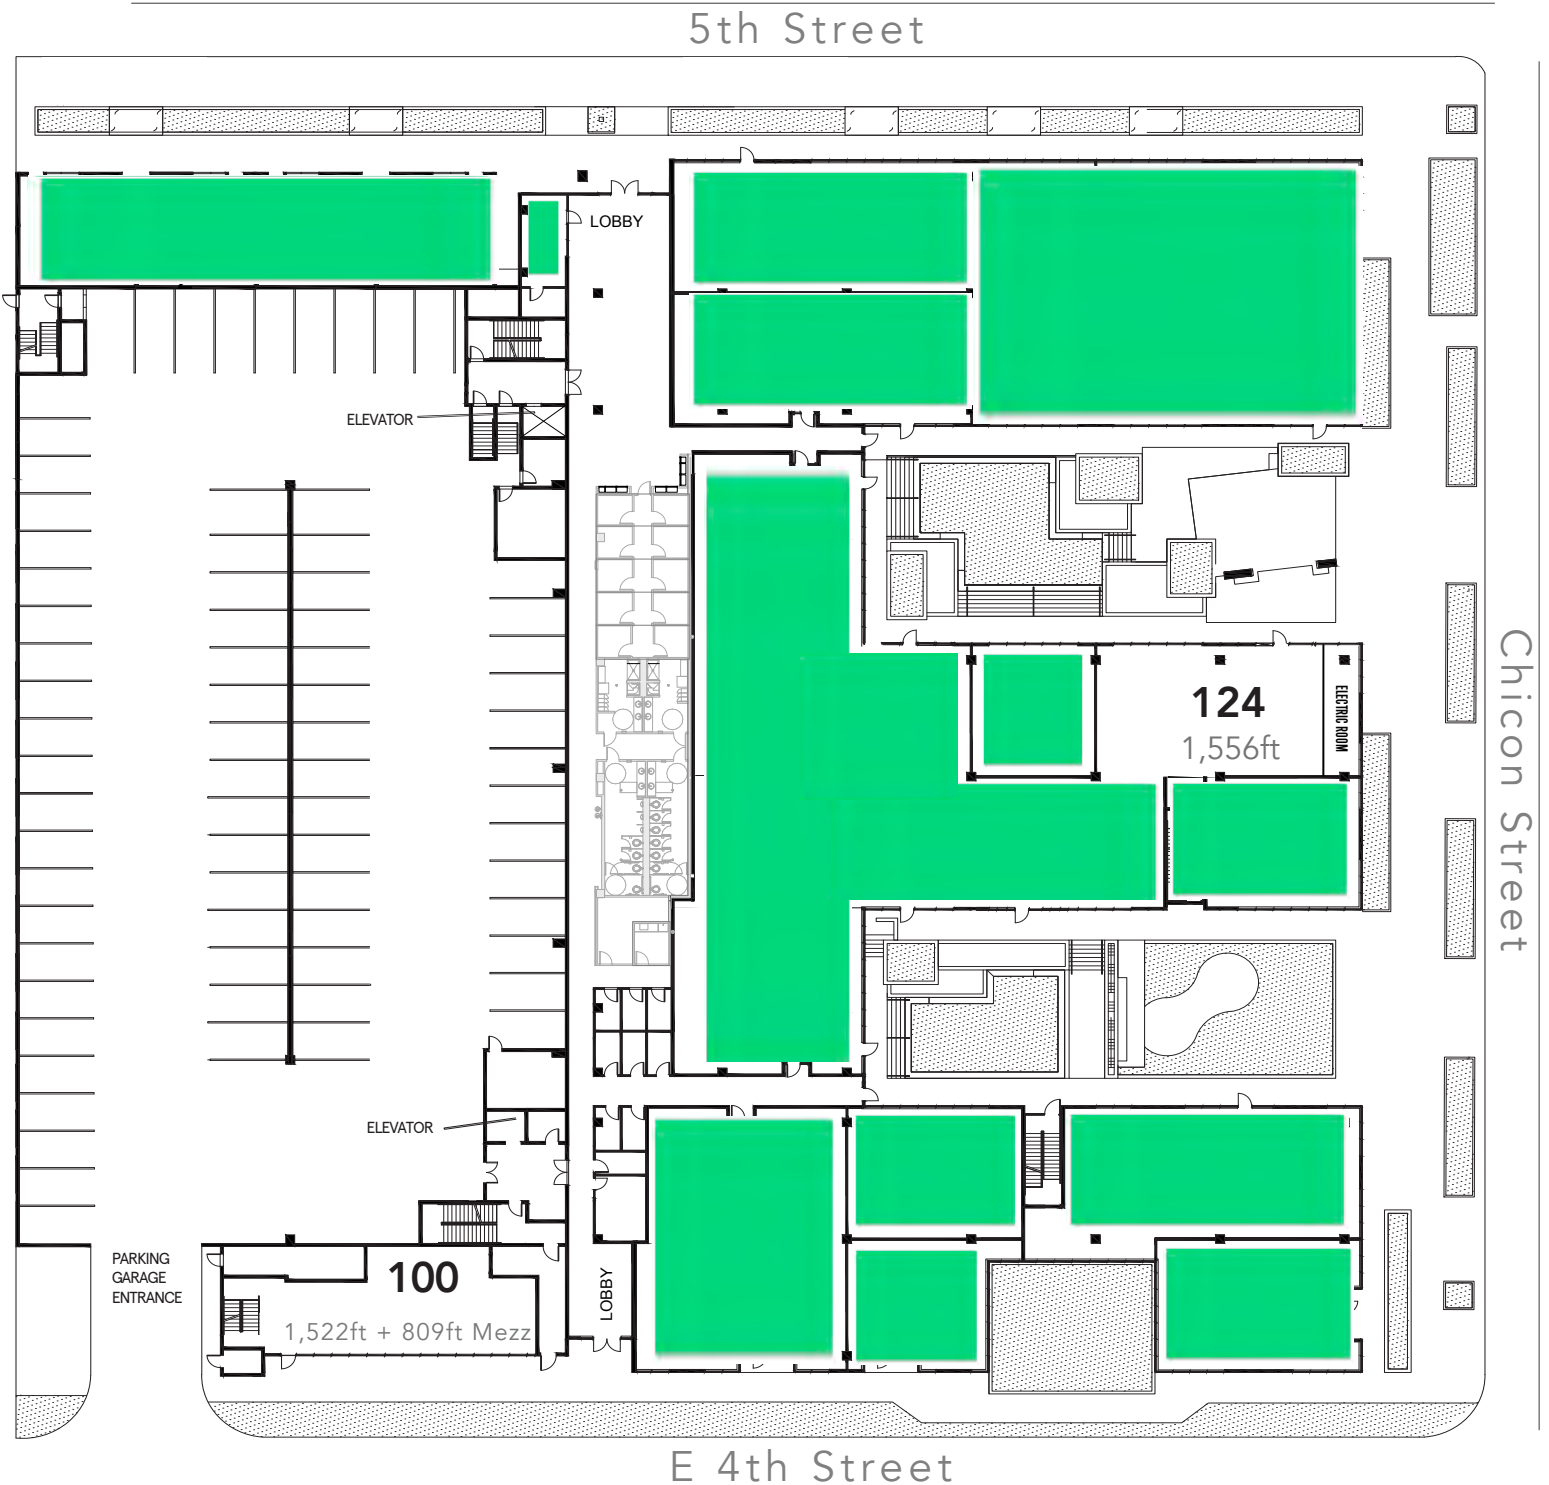 5th Street
LOBBY
ELEVATOR
124
1,556ft
ELECTRIC ROOM
Chicon Street
ELEVATOR
PARKING
GARAGE
ENTRANCE
100
1,522ft + 809ft Mezz
LOBBY
E 4th Street